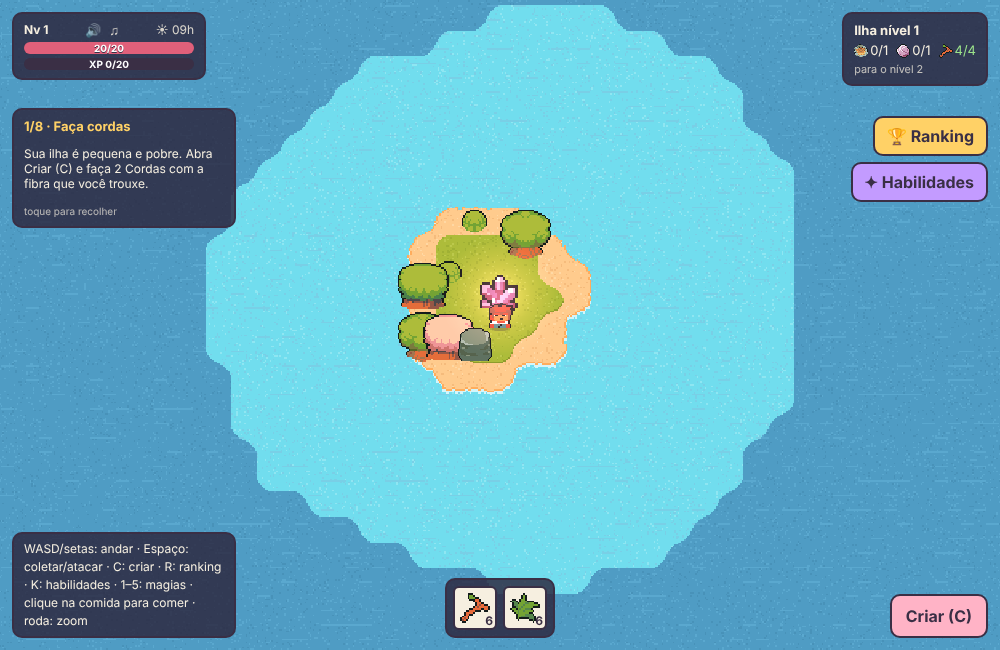 Nv 1
09h
20/20
XP 0/20
Ilha nível 1
0/1 0/1 4/4
para o nível 2
1/8 · Faça cordas
Sua ilha é pequena e pobre. Abra
Criar (C) e faça 2 Cordas com a
fibra que você trouxe.
toque para recolher
Ranking
Habilidades
WASD/setas: andar · Espaço:
coletar/atacar · C: criar · R: ranking
· K: habilidades · 1–5: magias ·
clique na comida para comer ·
roda: zoom
6
6
Criar (C)